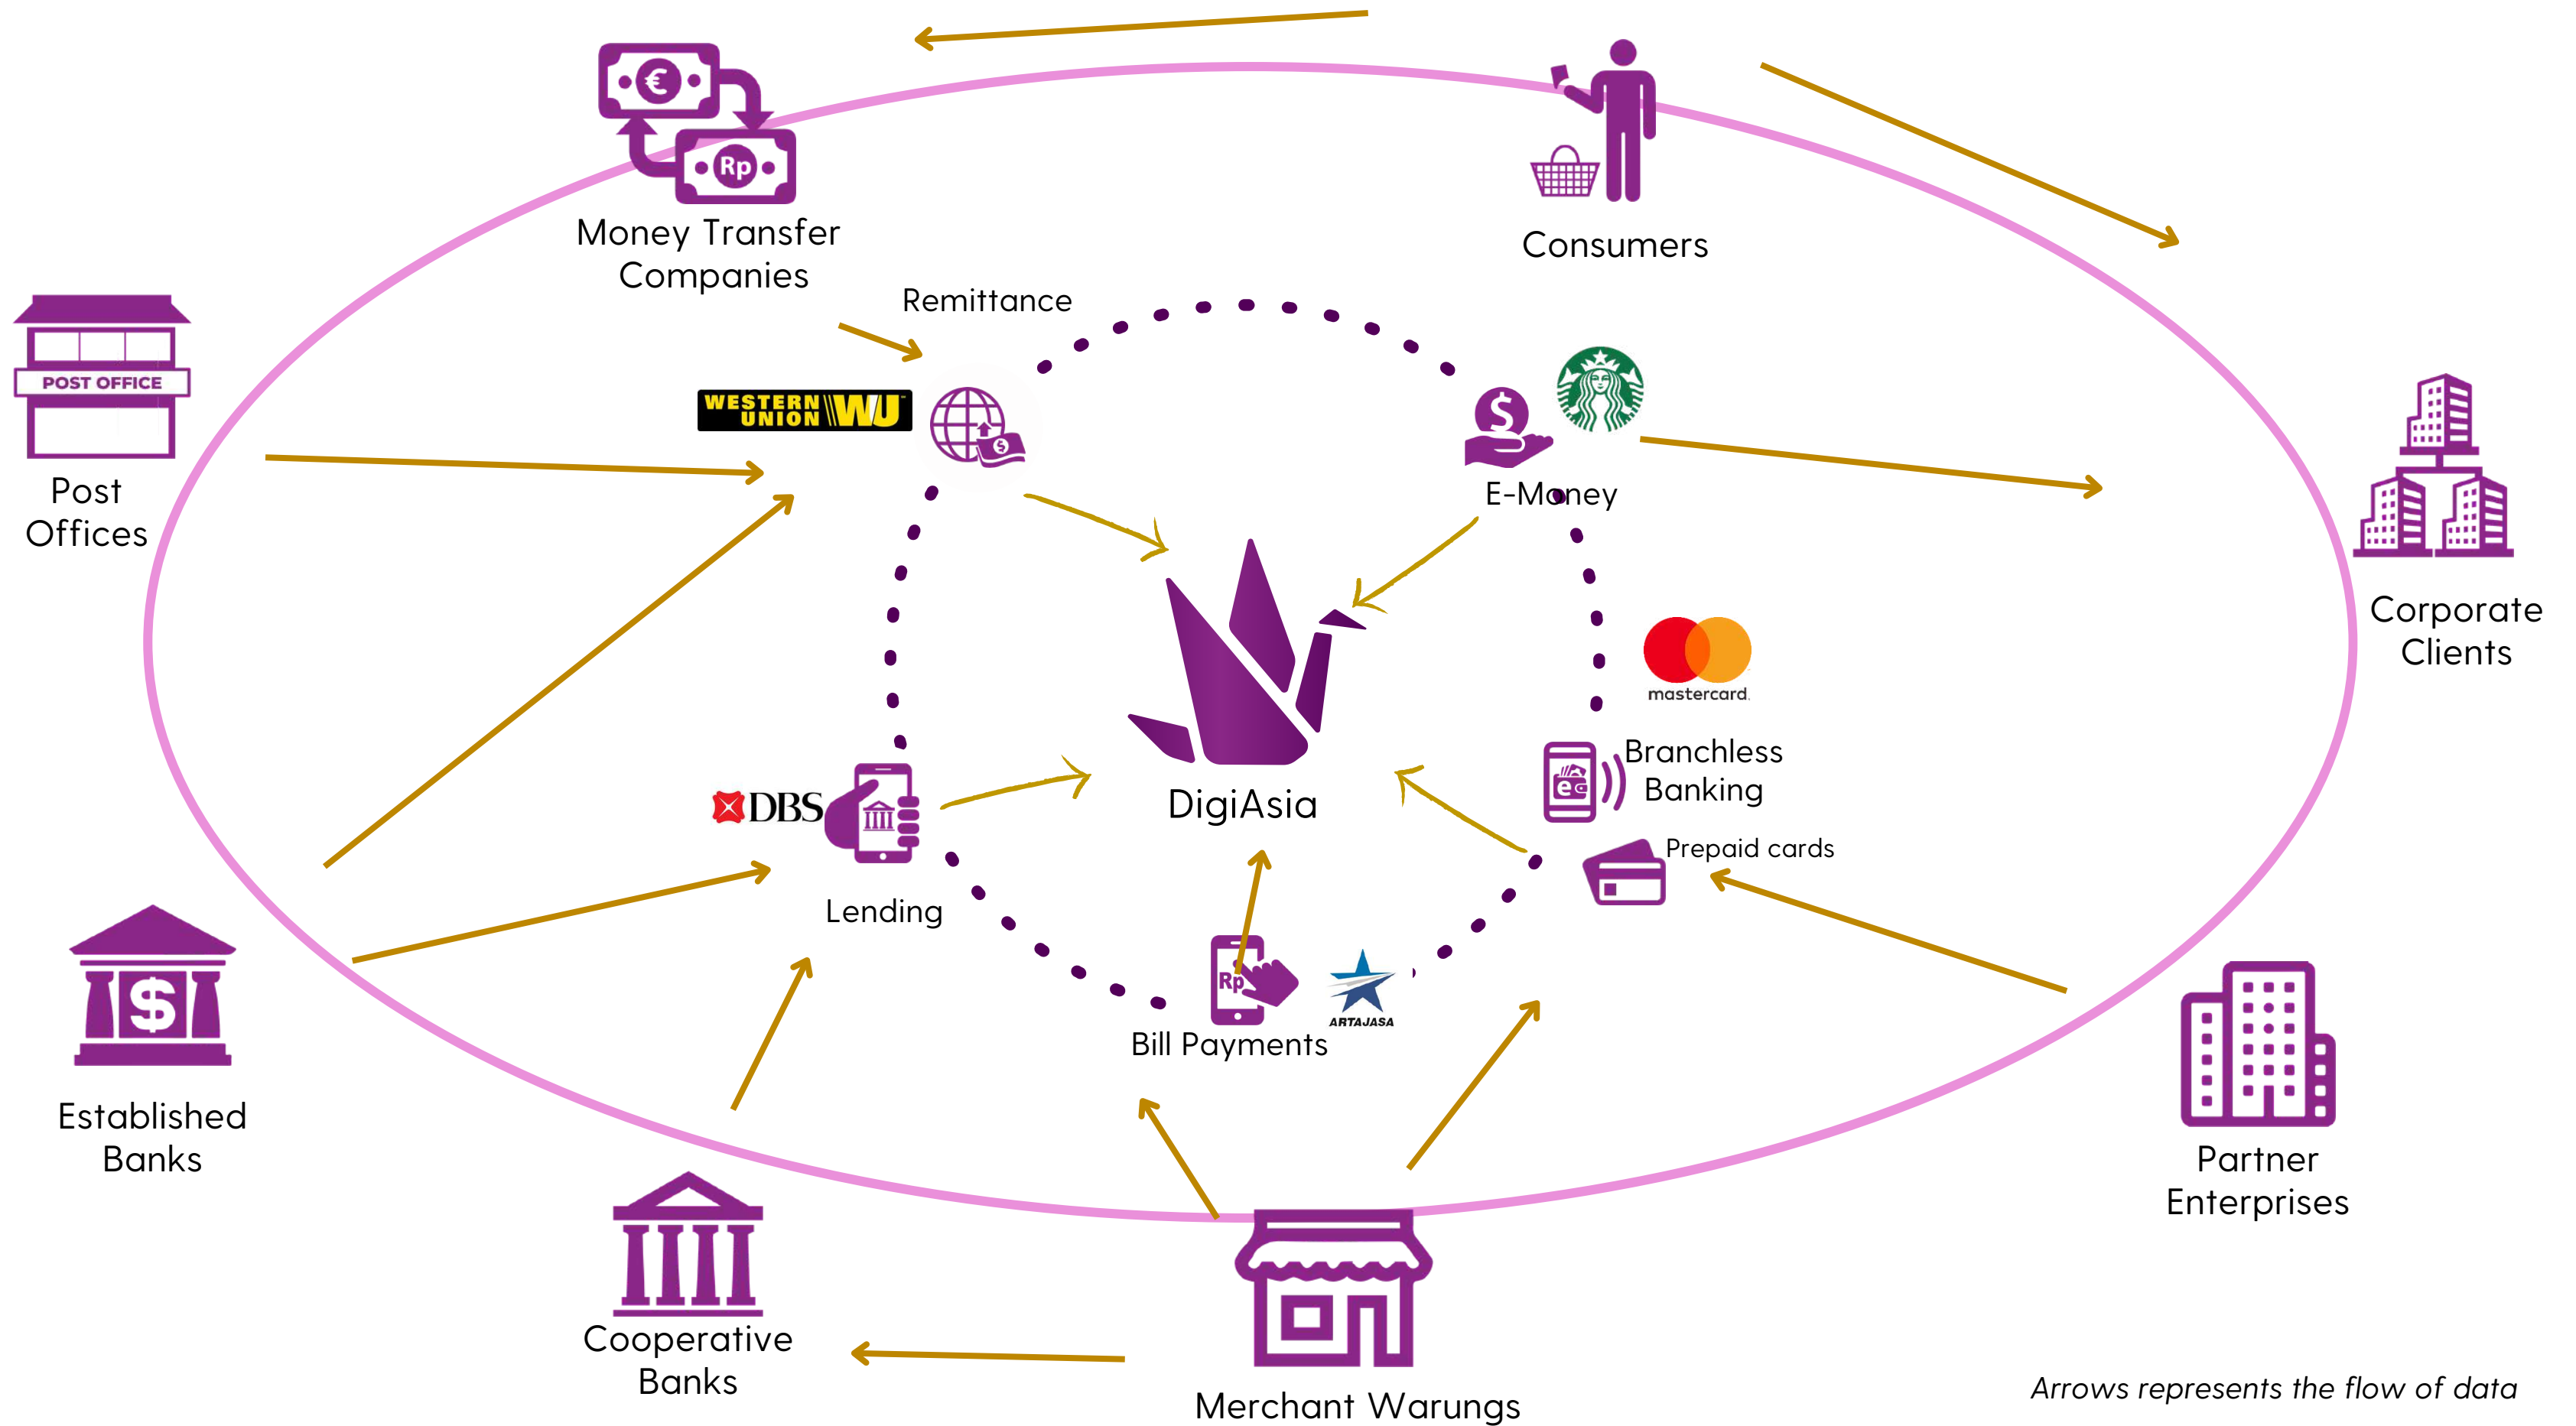 €
Rp
Money Transfer
Companies
Consumers
Remittance
POST OFFICE
Post
Offices
WESTERN
UNION WU
$
$
E-Money
Corporate
Clients
mastercard.
DBS
DigiAsia
e
Branchless
Banking
Prepaid cards
Lending
Rp
ARTAJASA
Bill Payments
$
Established
Banks
Partner
Enterprises
Cooperative
Banks
Merchant Warungs
Arrows represents the flow of data